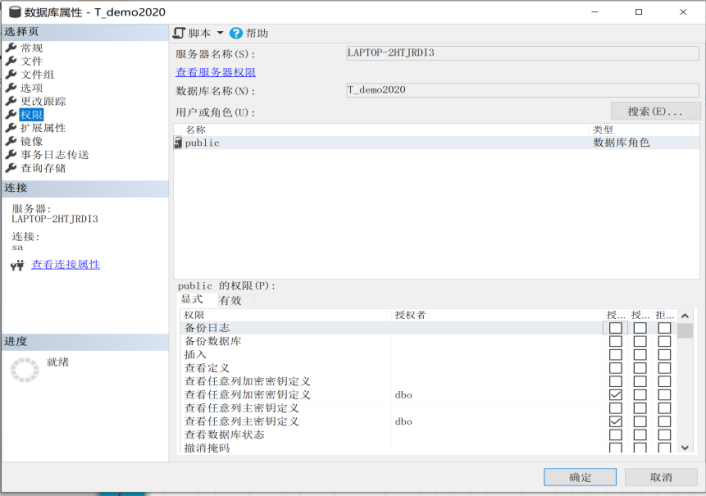 数据库属性 - T_demo2020
选择页
常规
文件
文件组
选项
更改跟踪
权限
扩展属性
镜像
事务日志传送
查询存储
连接
服务器:
LAPTOP-2HTJRDI3
连接:
sa
查看连接属性
进度
就绪
脚本 帮助
服务器名称(S): LAPTOP-2HTJRDI3
查看服务器权限
数据库名称(N): T_demo2020
用户或角色(U): 搜索(E)...
名称 类型
public 数据库角色
public 的权限(P):
显式 有效
权限 授权者 授... 授... 拒...
备份日志
备份数据库
插入
查看定义
查看任意列加密密钥定义
查看任意列加密密钥定义 dbo
查看任意列主密钥定义
查看任意列主密钥定义 dbo
查看数据库状态
撤消掩码
确定 取消